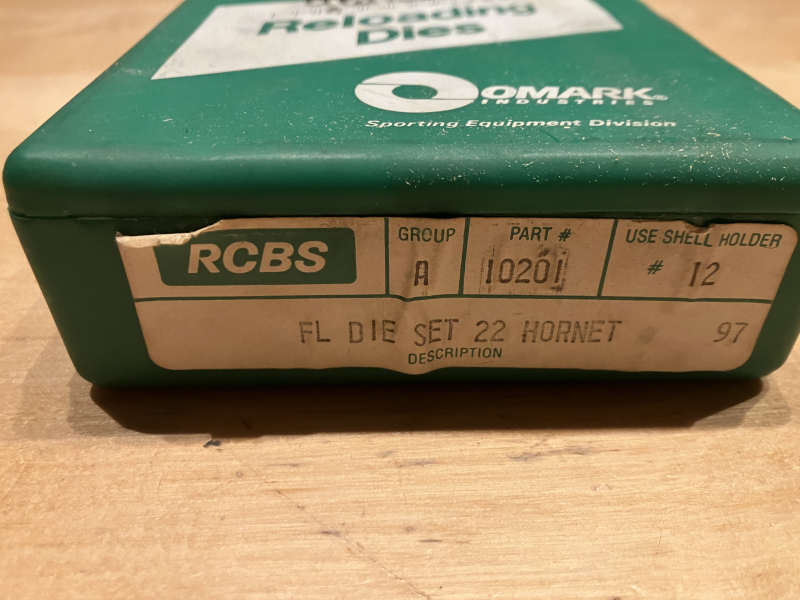 Reloading
Dies
OMARK®
INDUSTRIES
Sporting Equipment Division
RCBS
GROUP
A
PART #
10201
USE SHELL HOLDER
# 12
FL DIE SET 22 HORNET 97
DESCRIPTION